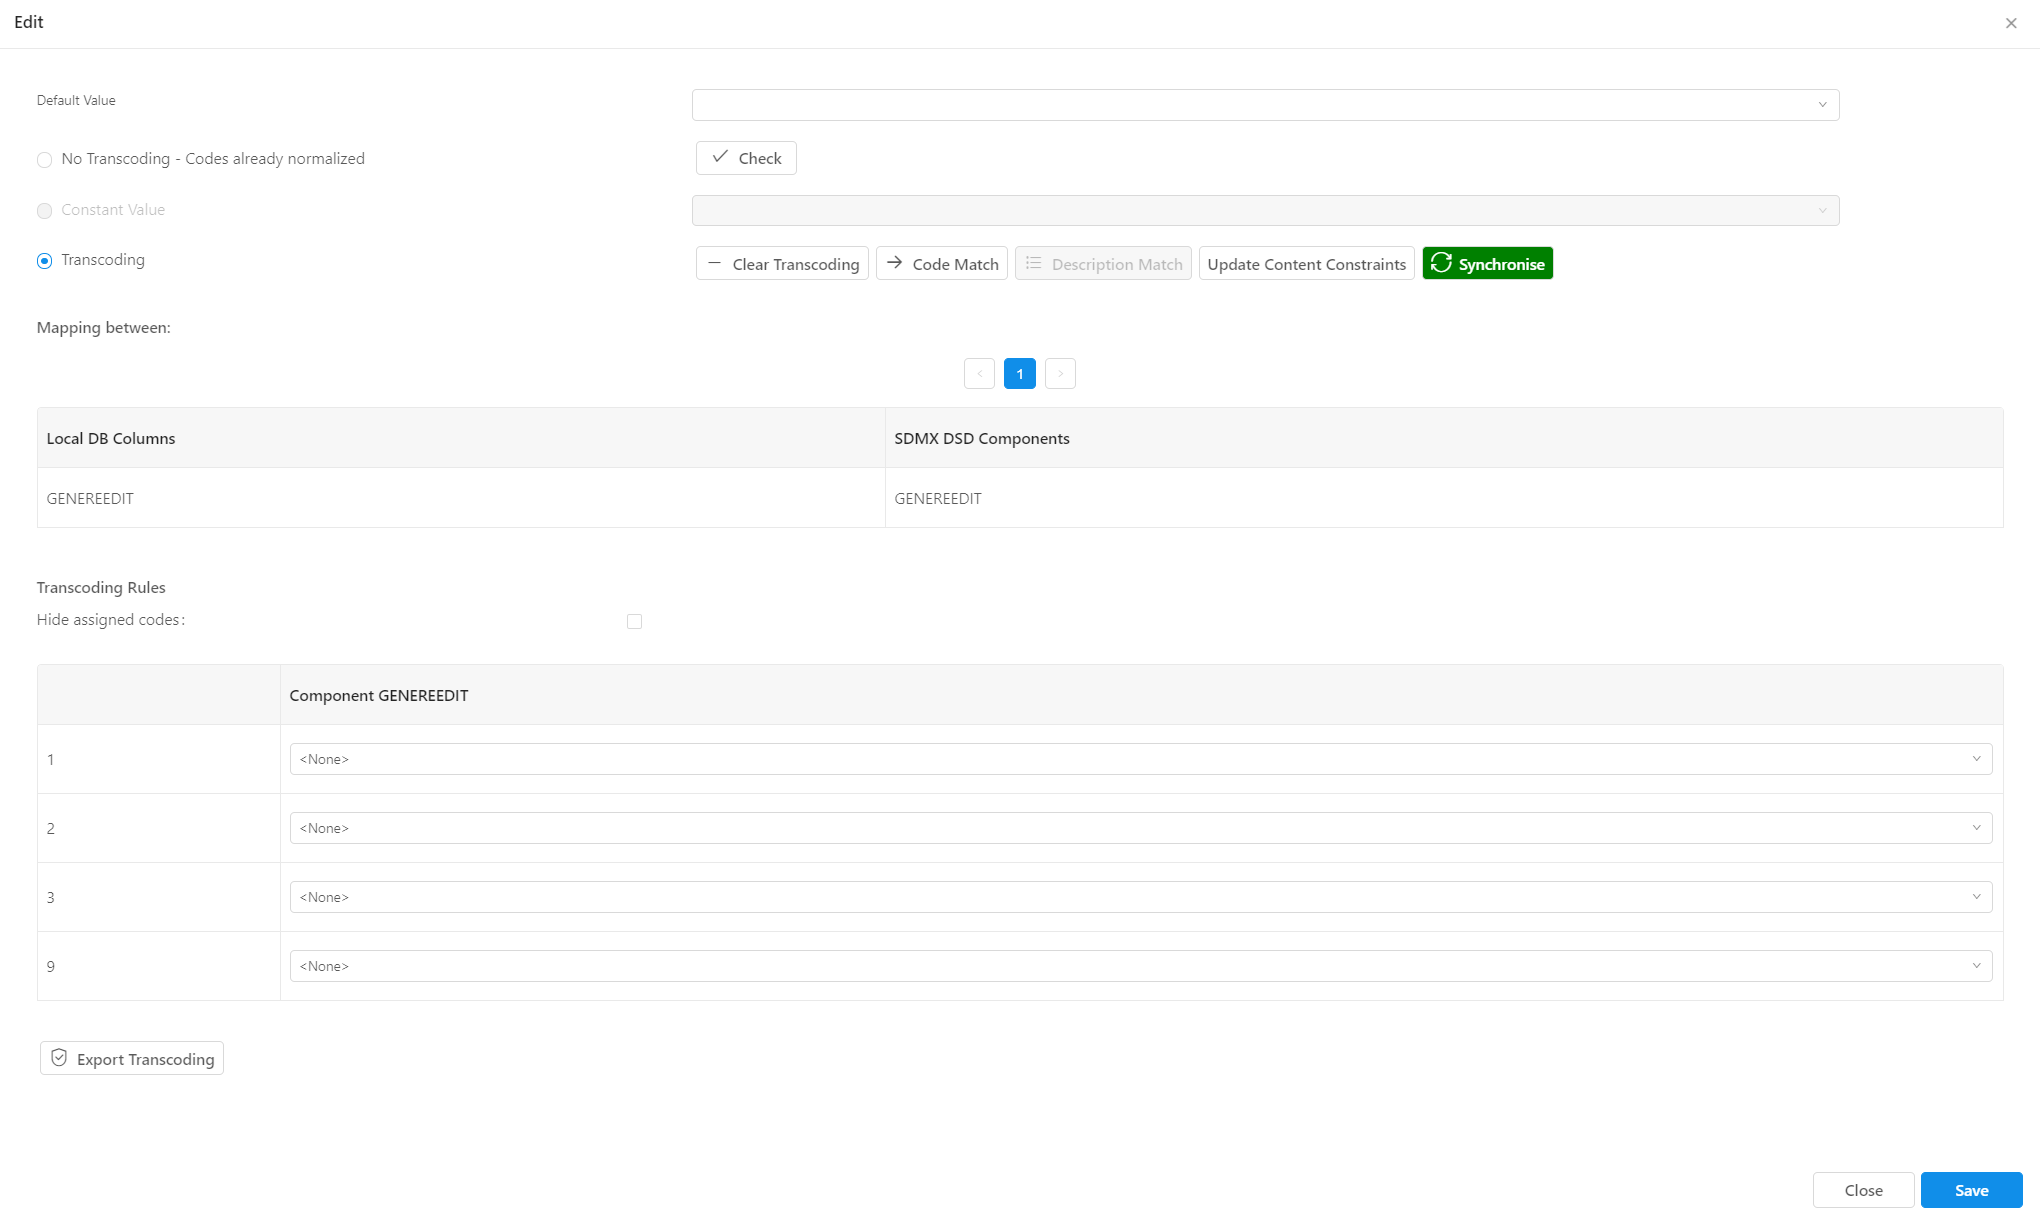 Edit
Default Value
No Transcoding - Codes already normalized
Check
Constant Value
Transcoding
Clear Transcoding
Code Match
Description Match
Update Content Constraints
Synchronise
Mapping between:
1
Local DB Columns
SDMX DSD Components
GENEREEDIT
GENEREEDIT
Transcoding Rules
Hide assigned codes:
Component GENEREEDIT
1
<None>
2
<None>
3
<None>
9
<None>
Export Transcoding
Close
Save